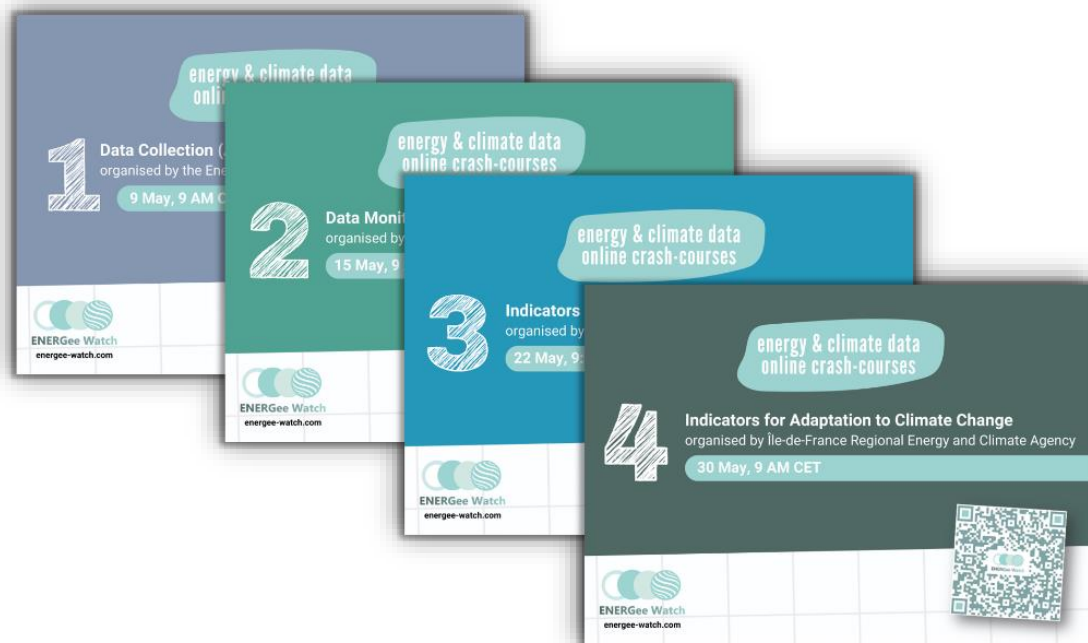 energy & climate data
1
Data Collection (
organised by the Ene
9 May, 9 AM C
ENERGee Watch
energee-watch.com
energy & climate data
online crash-courses
2
Data Monit
organised by
15 May, 9
ENERGee Watch
energee-watch.com
energy & climate data
online crash-courses
3
Indicators
organised by
22 May, 9:
ENERGee Watch
energee-watch.com
energy & climate data
online crash-courses
4
Indicators for Adaptation to Climate Change
organised by Île-de-France Regional Energy and Climate Agency
30 May, 9 AM CET
ENERGee Watch
ENERGee Watch
energee-watch.com